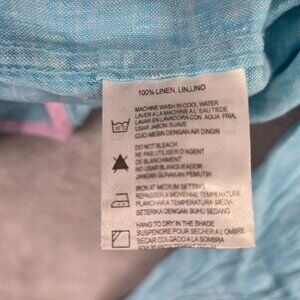 100% LINEN, LIN, LINO
MACHINE WASH IN COOL WATER
LAVER A LA MACHINE A L'EAU TIEDE
LAVAR EN LAVADORA CON AGUA FRIA,
USAR JABON SUAVE
CUCI MESIN DENGAN AIR DINGIN
30°
DO NOT BLEACH
NE PAS UTILISER D'AGENT
DE BLANCHIMENT
NO USAR BLANQUEADOR
JANGAN GUNAKAN PEMUTIH
IRON AT MEDIUM SETTING
REPASSER A MOYENNE TEMPERATURE
PLANCHAR A TEMPERATURA MEDIA
SETERIKA DENGAN SUHU SEDANG
HANG TO DRY IN THE SHADE
SUSPENDRE POUR SECHER A L'OMBRE
SECAR COLGADO A LA SOMBRA